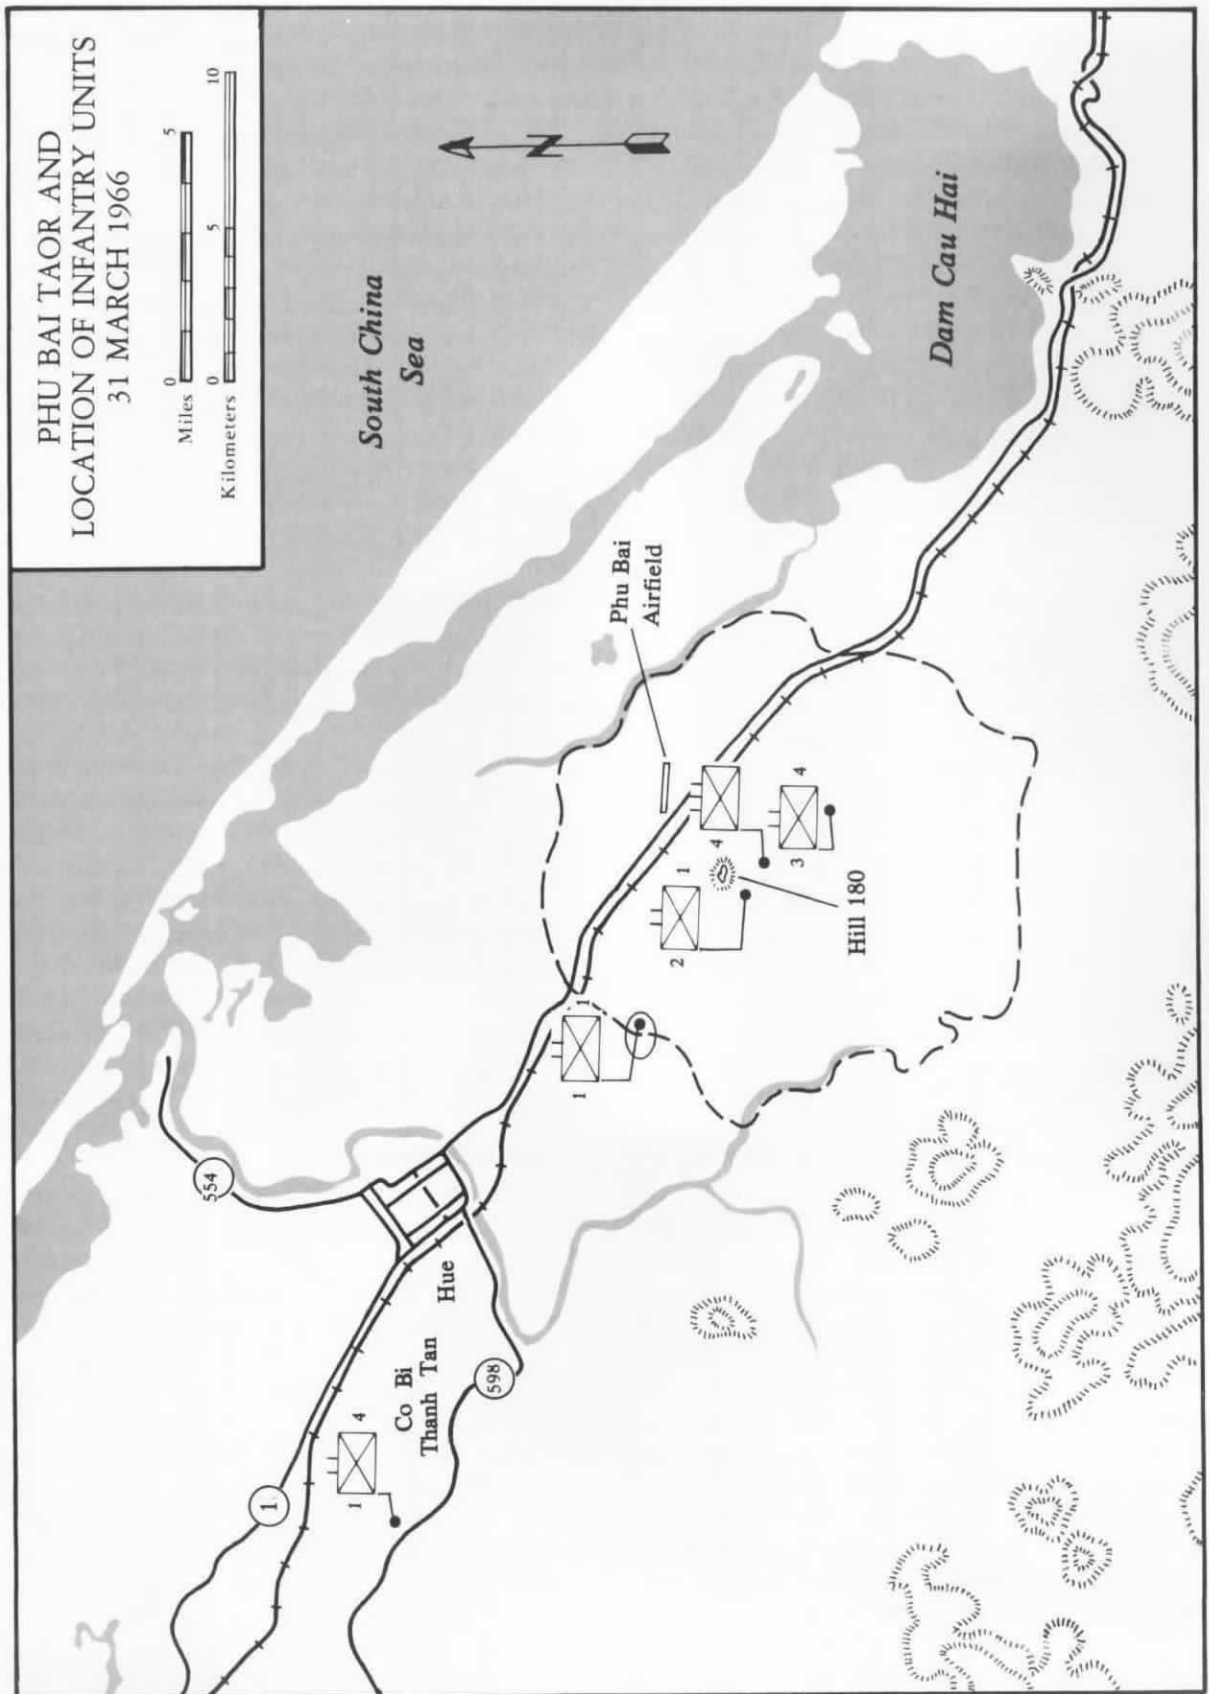 PHU BAI TAOR AND
LOCATION OF INFANTRY UNITS
31 MARCH 1966
0 5
Miles
0 5 10
Kilometers
N
South China
Sea
Dam Cau Hai
554
1
Hue
Co Bi
Thanh Tan
1 4
598
1 1
Phu Bai
Airfield
2 1
4
3 4
Hill 180